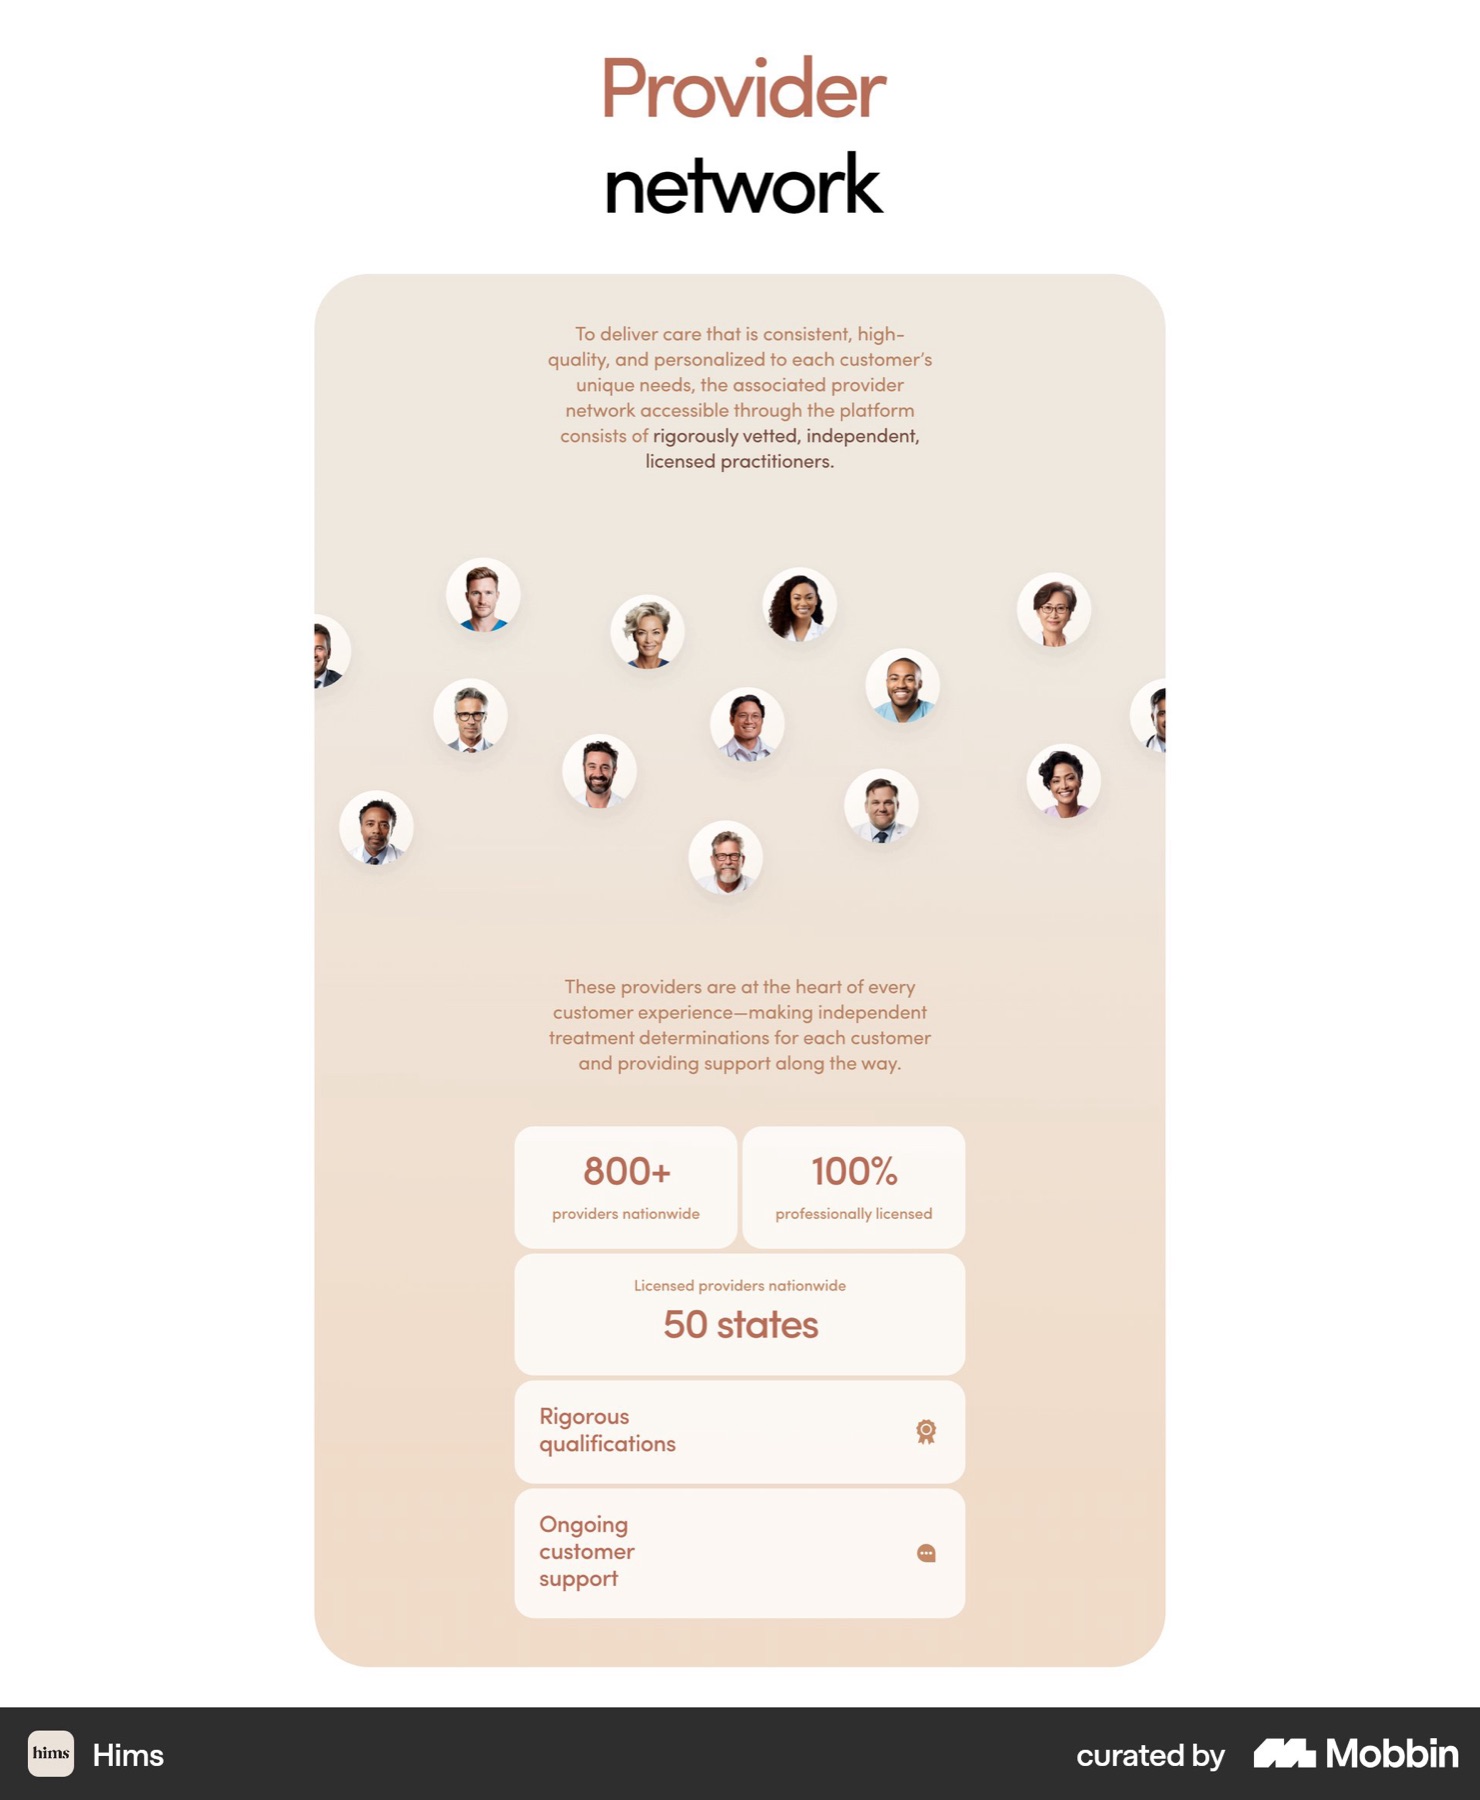 Provider
network
To deliver care that is consistent, high-
quality, and personalized to each customer's
unique needs, the associated provider
network accessible through the platform
consists of rigorously vetted, independent,
licensed practitioners.
These providers are at the heart of every
customer experience—making independent
treatment determinations for each customer
and providing support along the way.
800+
providers nationwide
100%
professionally licensed
Licensed providers nationwide
50 states
Rigorous
qualifications
Ongoing
customer
support
hims
Hims
curated by
Mobbin